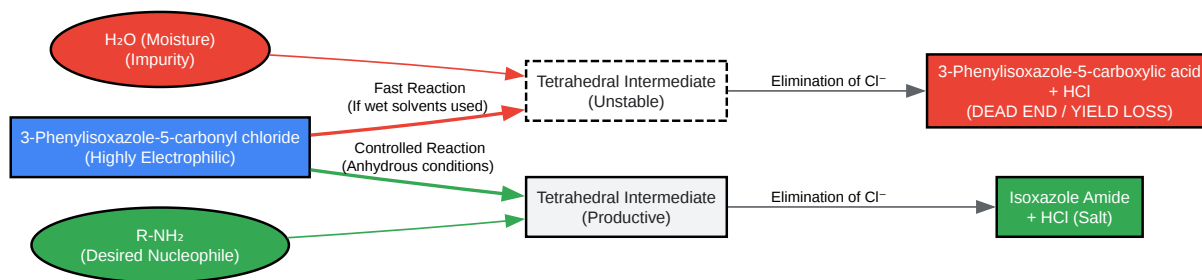 H₂O (Moisture)
(Impurity)
Fast Reaction
(If wet solvents used)
Tetrahedral Intermediate
(Unstable)
Elimination of Cl⁻
3-Phenylisoxazole-5-carboxylic acid
+ HCl
(DEAD END / YIELD LOSS)
3-Phenylisoxazole-5-carbonyl chloride
(Highly Electrophilic)
Controlled Reaction
(Anhydrous conditions)
Tetrahedral Intermediate
(Productive)
Elimination of Cl⁻
Isoxazole Amide
+ HCl (Salt)
R-NH₂
(Desired Nucleophile)